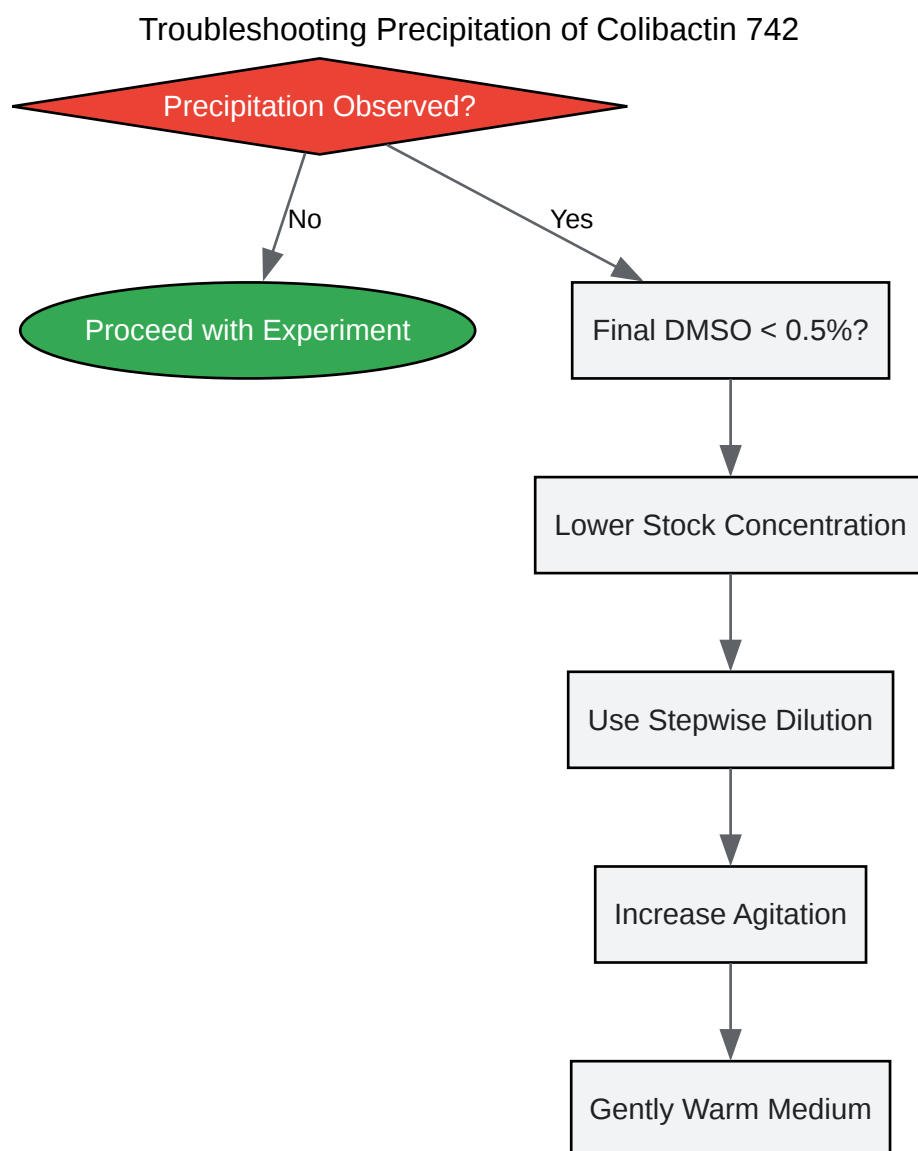 Troubleshooting Precipitation of Colibactin 742
Precipitation Observed?
No
Yes
Proceed with Experiment
Final DMSO < 0.5%?
Lower Stock Concentration
Use Stepwise Dilution
Increase Agitation
Gently Warm Medium